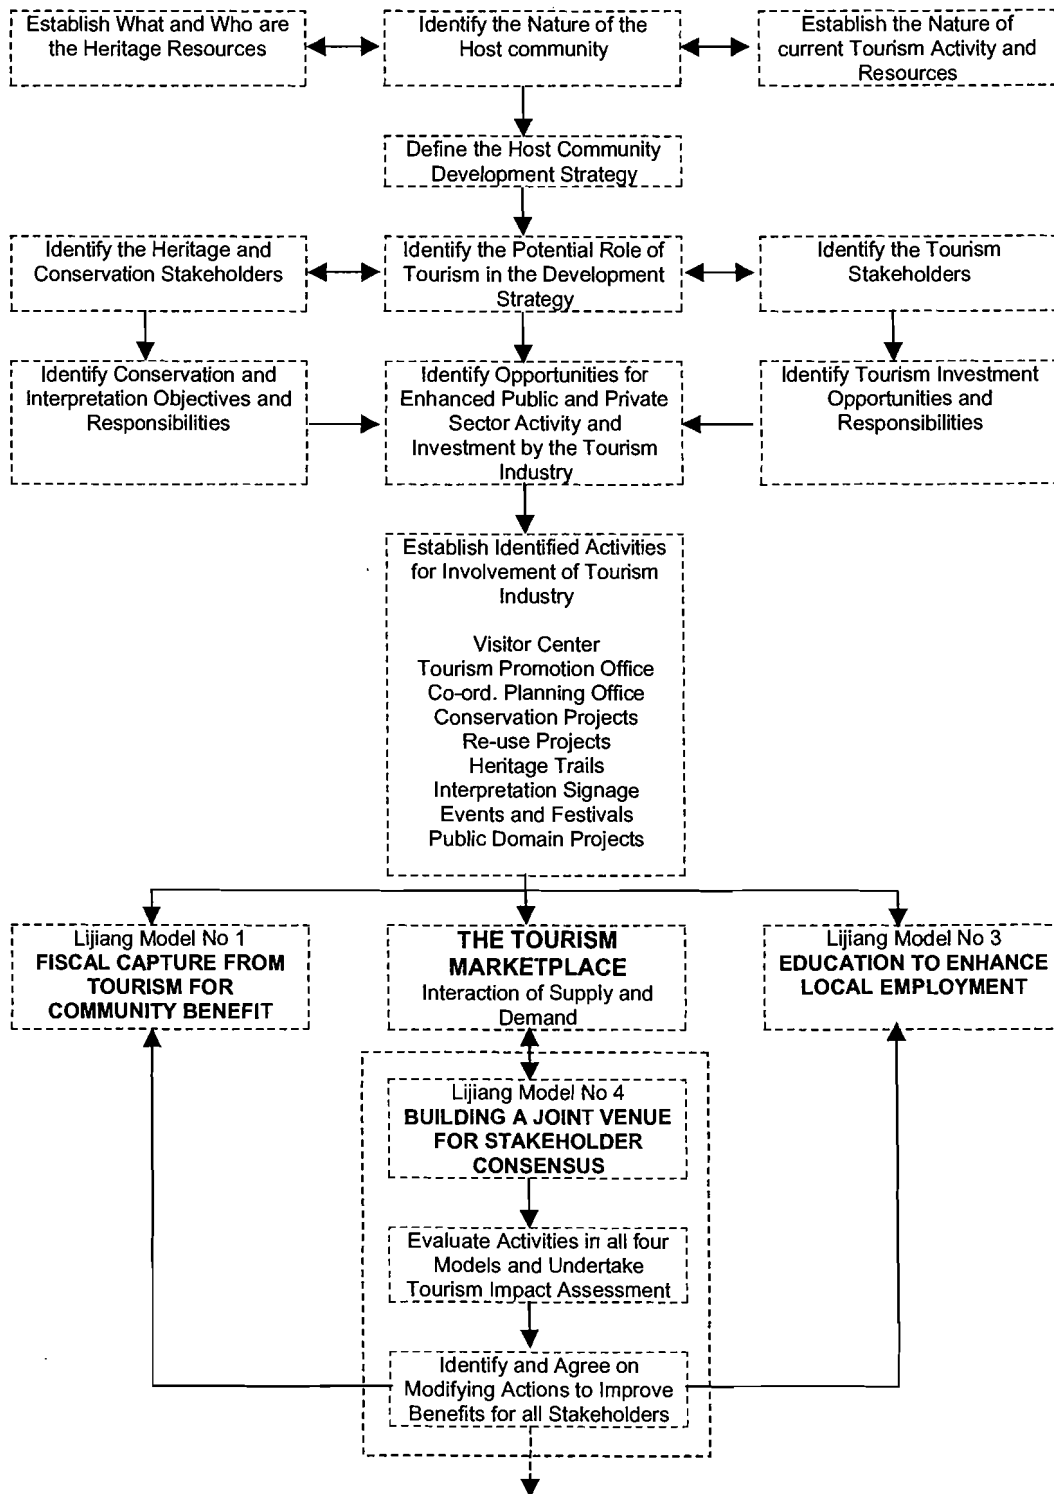 Establish What and Who are
the Heritage Resources
Identify the Nature of the
Host community
Establish the Nature of
current Tourism Activity and
Resources
Define the Host Community
Development Strategy
Identify the Heritage and
Conservation Stakeholders
Identify the Potential Role of
Tourism in the Development
Strategy
Identify the Tourism
Stakeholders
Identify Conservation and
Interpretation Objectives and
Responsibilities
Identify Opportunities for
Enhanced Public and Private
Sector Activity and
Investment by the Tourism
Industry
Identify Tourism Investment
Opportunities and
Responsibilities
Establish Identified Activities
for Involvement of Tourism
Industry
Visitor Center
Tourism Promotion Office
Co-ord. Planning Office
Conservation Projects
Re-use Projects
Heritage Trails
Interpretation Signage
Events and Festivals
Public Domain Projects
Lijiang Model No 1
FISCAL CAPTURE FROM
TOURISM FOR
COMMUNITY BENEFIT
THE TOURISM
MARKETPLACE
Interaction of Supply and
Demand
Lijiang Model No 3
EDUCATION TO ENHANCE
LOCAL EMPLOYMENT
Lijiang Model No 4
BUILDING A JOINT VENUE
FOR STAKEHOLDER
CONSENSUS
Evaluate Activities in all four
Models and Undertake
Tourism Impact Assessment
Identify and Agree on
Modifying Actions to Improve
Benefits for all Stakeholders